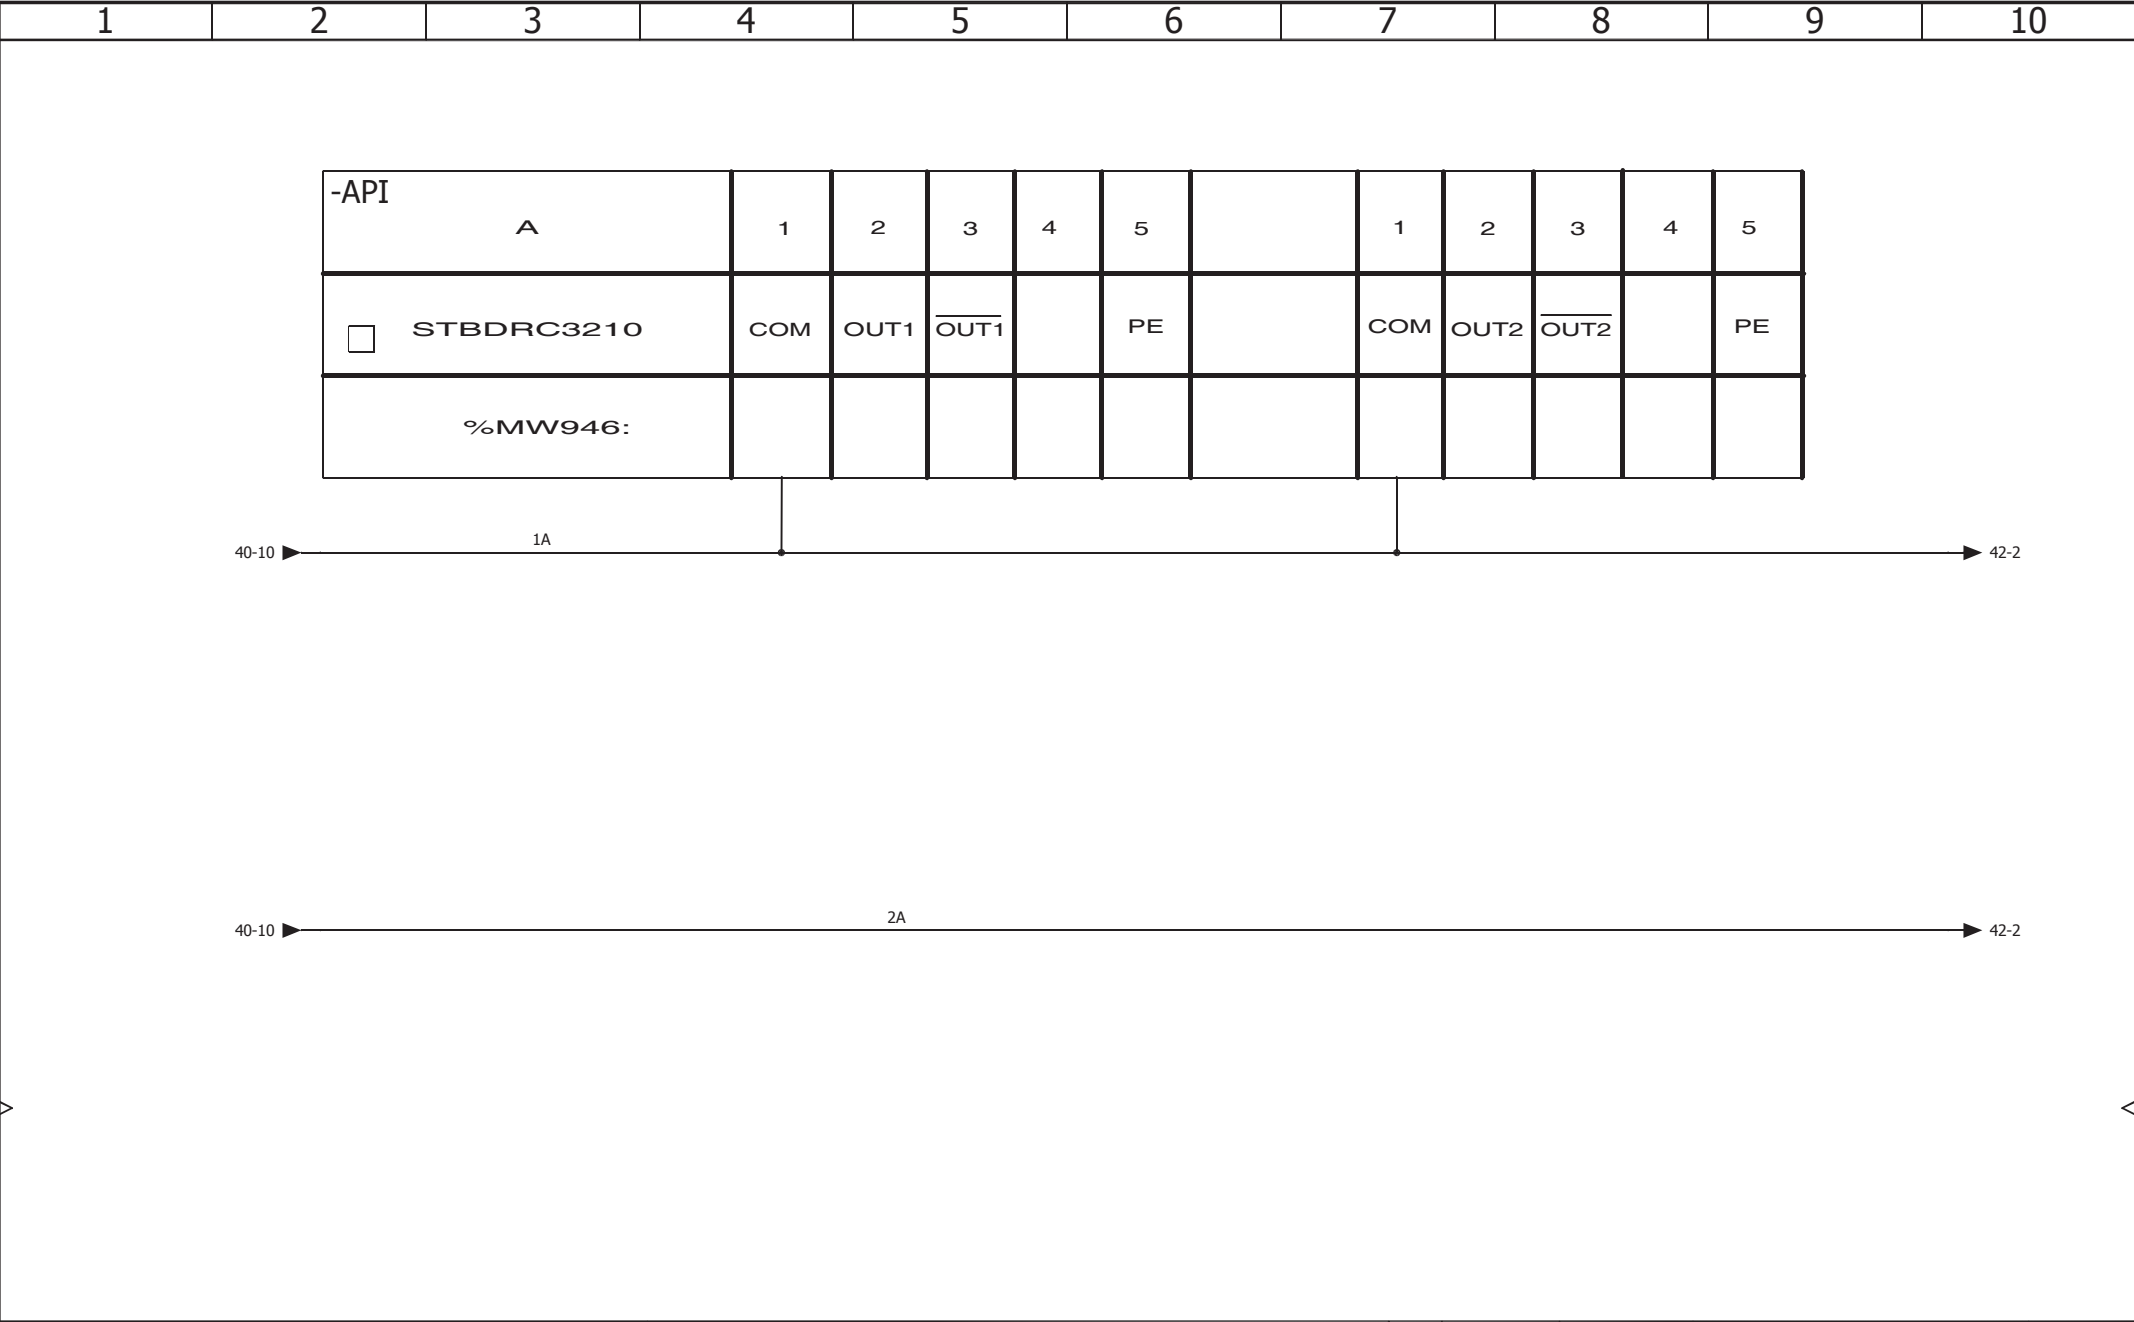 1 2 3 4 5 6 7 8 9 10
-API
A 1 2 3 4 5 1 2 3 4 5
STBDRC3210 COM OUT1 OUT1 PE COM OUT2 OUT2 PE
%MW946:
40-10 1A 42-2
40-10 2A 42-2